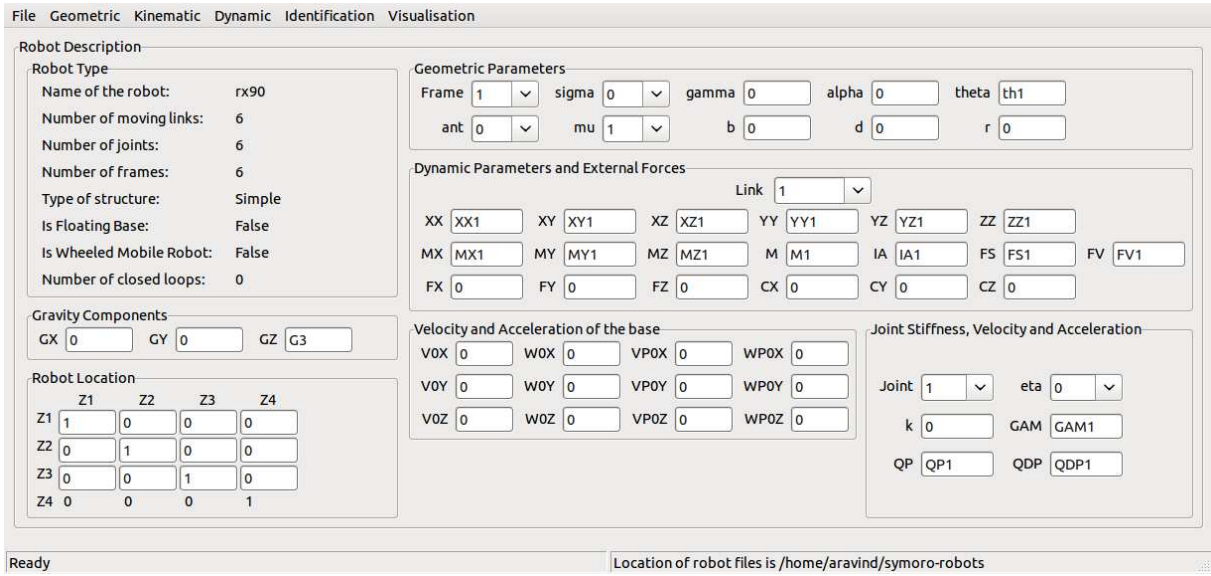 File Geometric Kinematic Dynamic Identification Visualisation
Robot Description
Robot Type
Name of the robot: rx90
Number of moving links: 6
Number of joints: 6
Number of frames: 6
Type of structure: Simple
Is Floating Base: False
Is Wheeled Mobile Robot: False
Number of closed loops: 0
Gravity Components
GX 0 GY 0 GZ G3
Robot Location
Z1 Z2 Z3 Z4
Z1 1 0 0 0
Z2 0 1 0 0
Z3 0 0 1 0
Z4 0 0 0 1
Geometric Parameters
Frame 1 sigma 0 gamma 0 alpha 0 theta th1
ant 0 mu 1 b 0 d 0 r 0
Dynamic Parameters and External Forces
Link 1
XX XX1 XY XY1 XZ XZ1 YY YY1 YZ YZ1 ZZ ZZ1
MX MX1 MY MY1 MZ MZ1 M M1 IA IA1 FS FS1 FV FV1
FX 0 FY 0 FZ 0 CX 0 CY 0 CZ 0
Velocity and Acceleration of the base
V0X 0 W0X 0 VP0X 0 WP0X 0
V0Y 0 W0Y 0 VP0Y 0 WP0Y 0
V0Z 0 W0Z 0 VP0Z 0 WP0Z 0
Joint Stiffness, Velocity and Acceleration
Joint 1 eta 0
k 0 GAM GAM1
QP QP1 QDP QDP1
Ready
Location of robot files is /home/aravind/symoro-robots